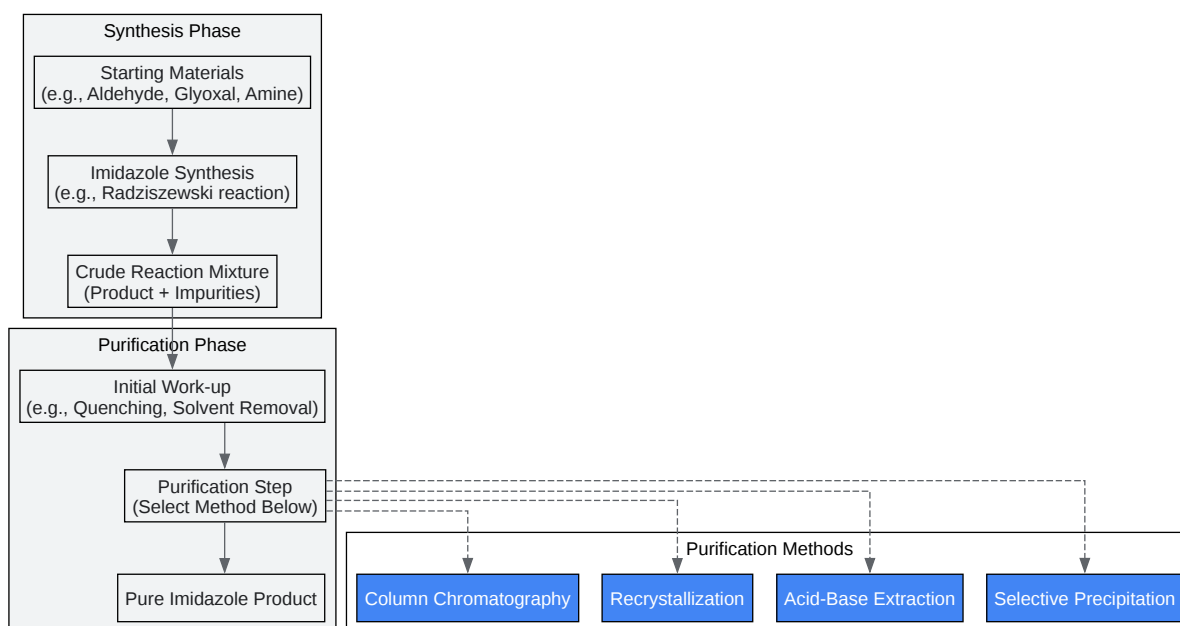 Synthesis Phase
Starting Materials
(e.g., Aldehyde, Glyoxal, Amine)
Imidazole Synthesis
(e.g., Radziszewski reaction)
Crude Reaction Mixture
(Product + Impurities)
Purification Phase
Initial Work-up
(e.g., Quenching, Solvent Removal)
Purification Step
(Select Method Below)
Pure Imidazole Product
Purification Methods
Column Chromatography
Recrystallization
Acid-Base Extraction
Selective Precipitation